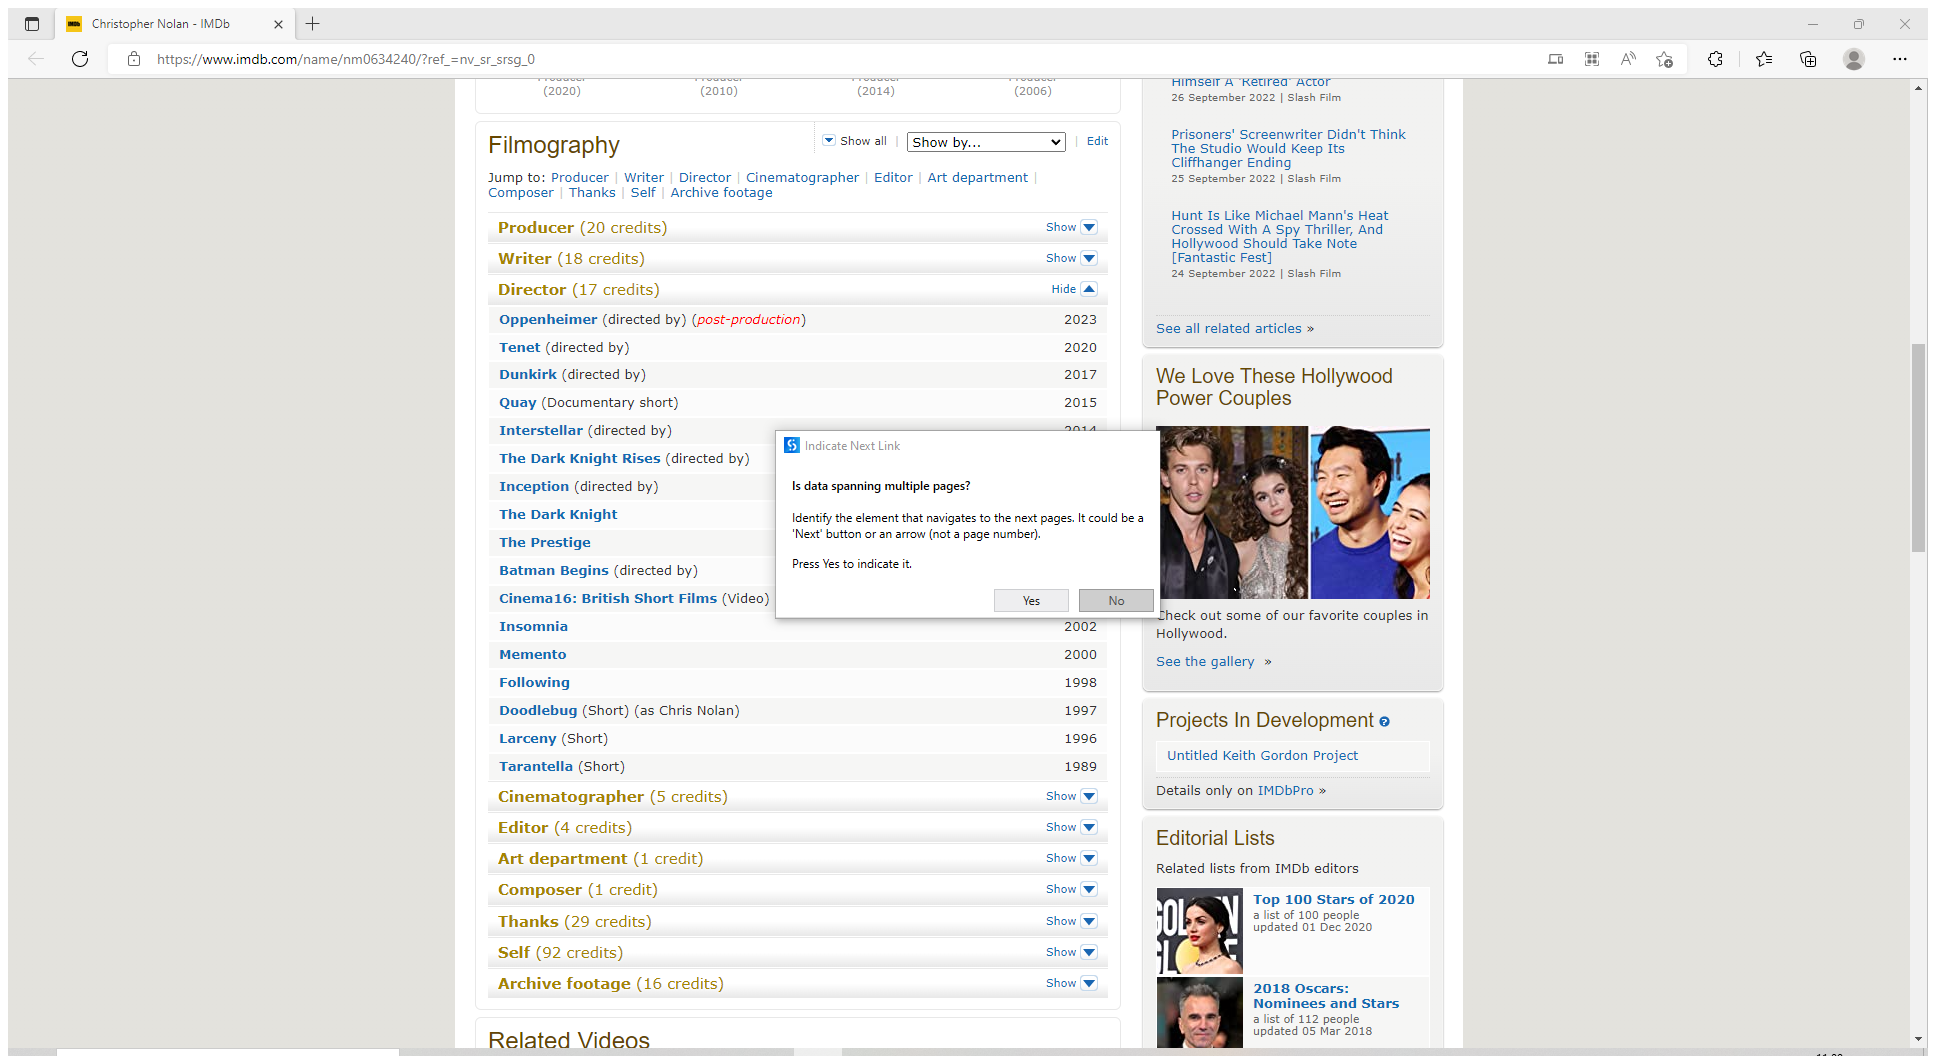 Christopher Nolan - IMDb
https://www.imdb.com/name/nm0634240/?ref_=nv_sr_srsg_0
Producer Producer Producer Producer
(2020) (2010) (2014) (2006)
Filmography
Show all | Show by... | Edit
Jump to: Producer | Writer | Director | Cinematographer | Editor | Art department |
Composer | Thanks | Self | Archive footage
Producer (20 credits) Show
Writer (18 credits) Show
Director (17 credits) Hide
Oppenheimer (directed by) (post-production) 2023
Tenet (directed by) 2020
Dunkirk (directed by) 2017
Quay (Documentary short) 2015
Interstellar (directed by) 2014
The Dark Knight Rises (directed by)
Inception (directed by)
The Dark Knight
The Prestige
Batman Begins (directed by)
Cinema16: British Short Films (Video)
Insomnia 2002
Memento 2000
Following 1998
Doodlebug (Short) (as Chris Nolan) 1997
Larceny (Short) 1996
Tarantella (Short) 1989
Cinematographer (5 credits) Show
Editor (4 credits) Show
Art department (1 credit) Show
Composer (1 credit) Show
Thanks (29 credits) Show
Self (92 credits) Show
Archive footage (16 credits) Show
Related Videos
Indicate Next Link
Is data spanning multiple pages?
Identify the element that navigates to the next pages. It could be a
'Next' button or an arrow (not a page number).
Press Yes to indicate it.
Yes No
Himself A 'Retired' Actor
26 September 2022 | Slash Film
Prisoners' Screenwriter Didn't Think
The Studio Would Keep Its
Cliffhanger Ending
25 September 2022 | Slash Film
Hunt Is Like Michael Mann's Heat
Crossed With A Spy Thriller, And
Hollywood Should Take Note
[Fantastic Fest]
24 September 2022 | Slash Film
See all related articles »
We Love These Hollywood
Power Couples
Check out some of our favorite couples in
Hollywood.
See the gallery »
Projects In Development
Untitled Keith Gordon Project
Details only on IMDbPro »
Editorial Lists
Related lists from IMDb editors
Top 100 Stars of 2020
a list of 100 people
updated 01 Dec 2020
2018 Oscars:
Nominees and Stars
a list of 112 people
updated 05 Mar 2018